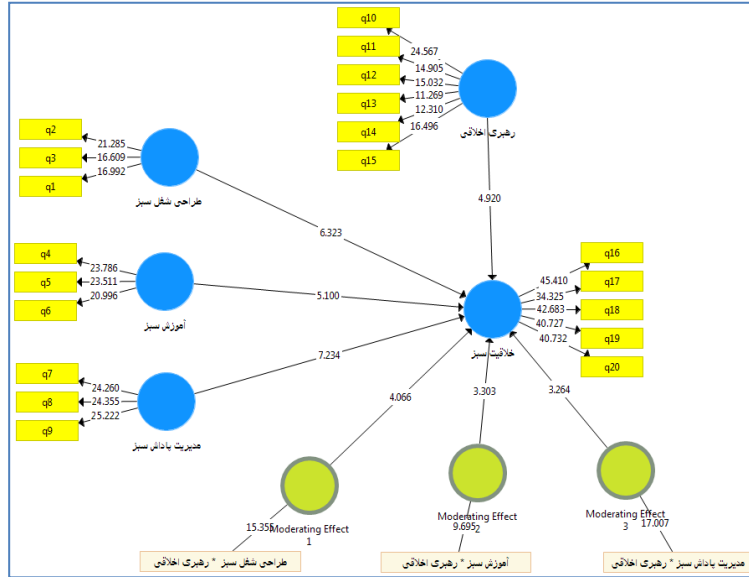 q10
q11
q12
q13
q14
q15
24.567
14.905
15.032
11.269
12.310
16.496
رهبری اخلاقی
4.920
q2
q3
q1
21.285
16.609
16.992
طراحی شغل سبز
6.323
q4
q5
q6
23.786
23.511
20.996
آموزش سبز
5.100
q7
q8
q9
24.260
24.355
25.222
مدیریت پاداش سبز
7.234
خلاقیت سبز
45.410
34.325
42.683
40.727
40.732
q16
q17
q18
q19
q20
4.066
3.303
3.264
Moderating Effect
1
Moderating Effect
2
Moderating Effect
3
15.355
9.695
17.007
طراحی شغل سبز * رهبری اخلاقی
آموزش سبز * رهبری اخلاقی
مدیریت پاداش سبز * رهبری اخلاقی